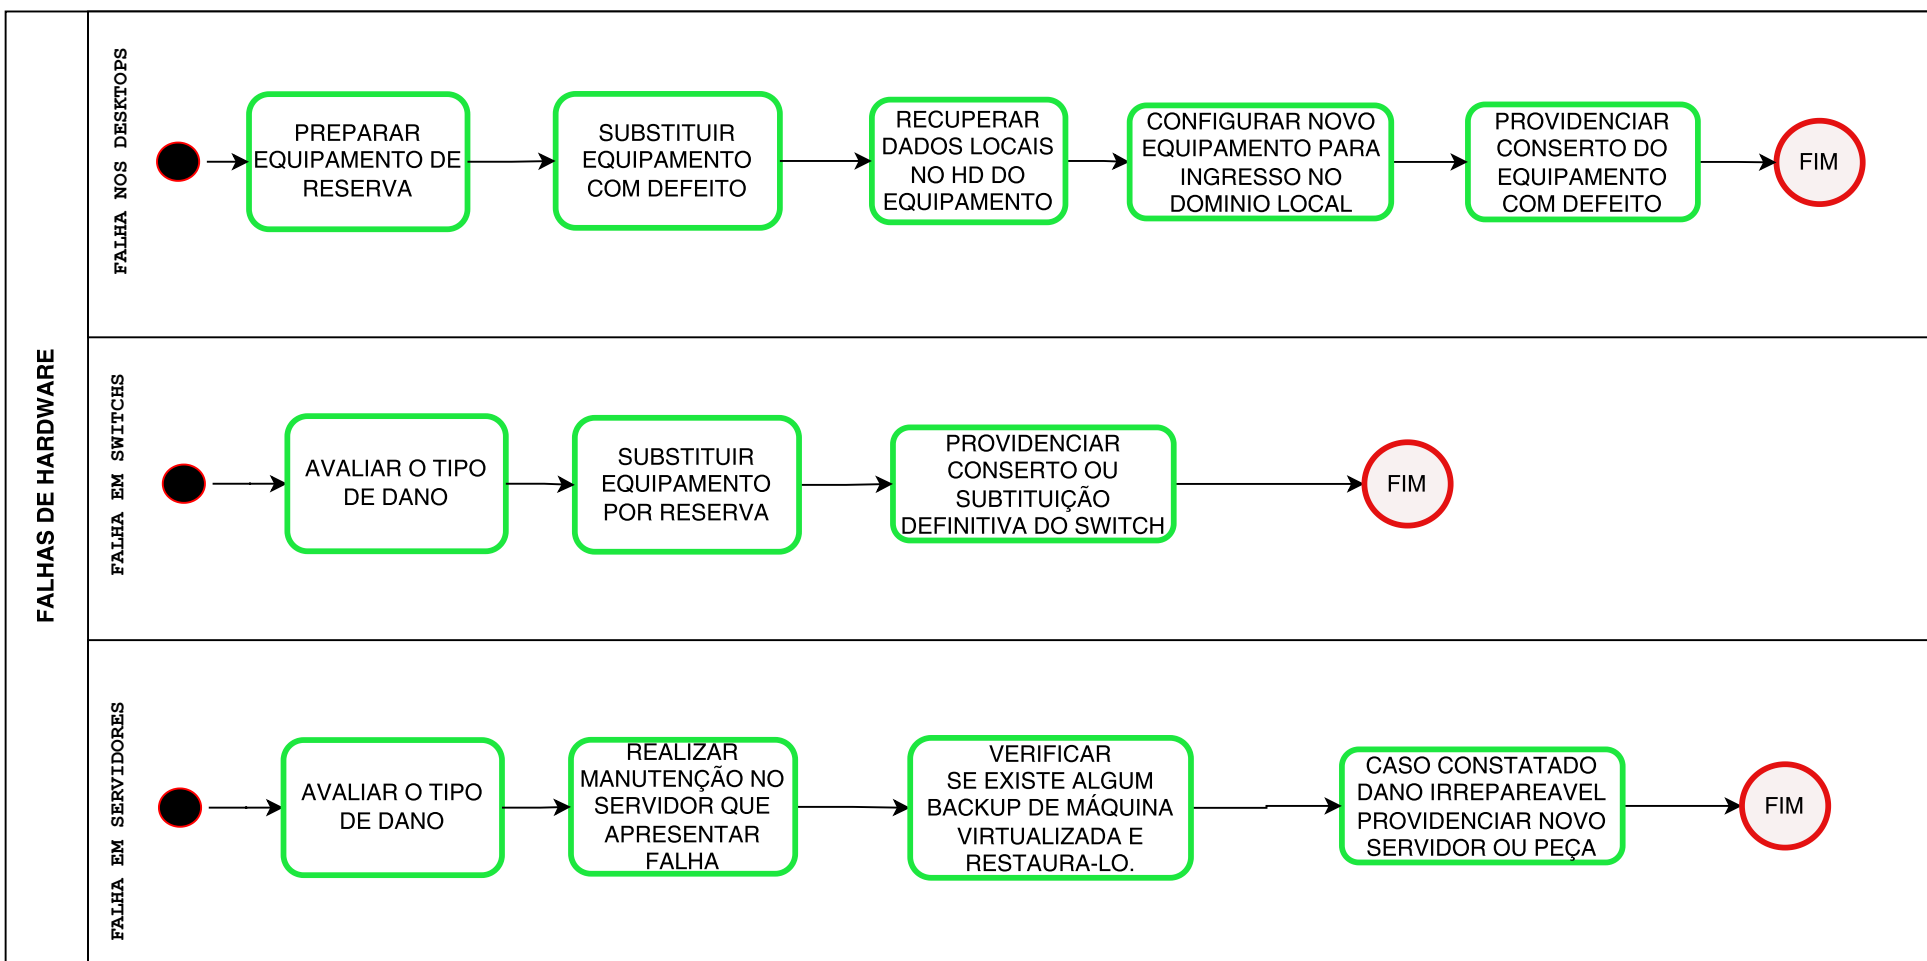 FALHAS DE HARDWARE
FALHA NOS DESKTOPS
PREPARAR
EQUIPAMENTO DE
RESERVA
SUBSTITUIR
EQUIPAMENTO
COM DEFEITO
RECUPERAR
DADOS LOCAIS
NO HD DO
EQUIPAMENTO
CONFIGURAR NOVO
EQUIPAMENTO PARA
INGRESSO NO
DOMINIO LOCAL
PROVIDENCIAR
CONSERTO DO
EQUIPAMENTO
COM DEFEITO
FIM
FALHA EM SWITCHS
AVALIAR O TIPO
DE DANO
SUBSTITUIR
EQUIPAMENTO
POR RESERVA
PROVIDENCIAR
CONSERTO OU
SUBTITUIÇÃO
DEFINITIVA DO SWITCH
FIM
FALHA EM SERVIDORES
AVALIAR O TIPO
DE DANO
REALIZAR
MANUTENÇÃO NO
SERVIDOR QUE
APRESENTAR
FALHA
VERIFICAR
SE EXISTE ALGUM
BACKUP DE MÁQUINA
VIRTUALIZADA E
RESTAURA-LO.
CASO CONSTATADO
DANO IRREPAREAVEL
PROVIDENCIAR NOVO
SERVIDOR OU PEÇA
FIM